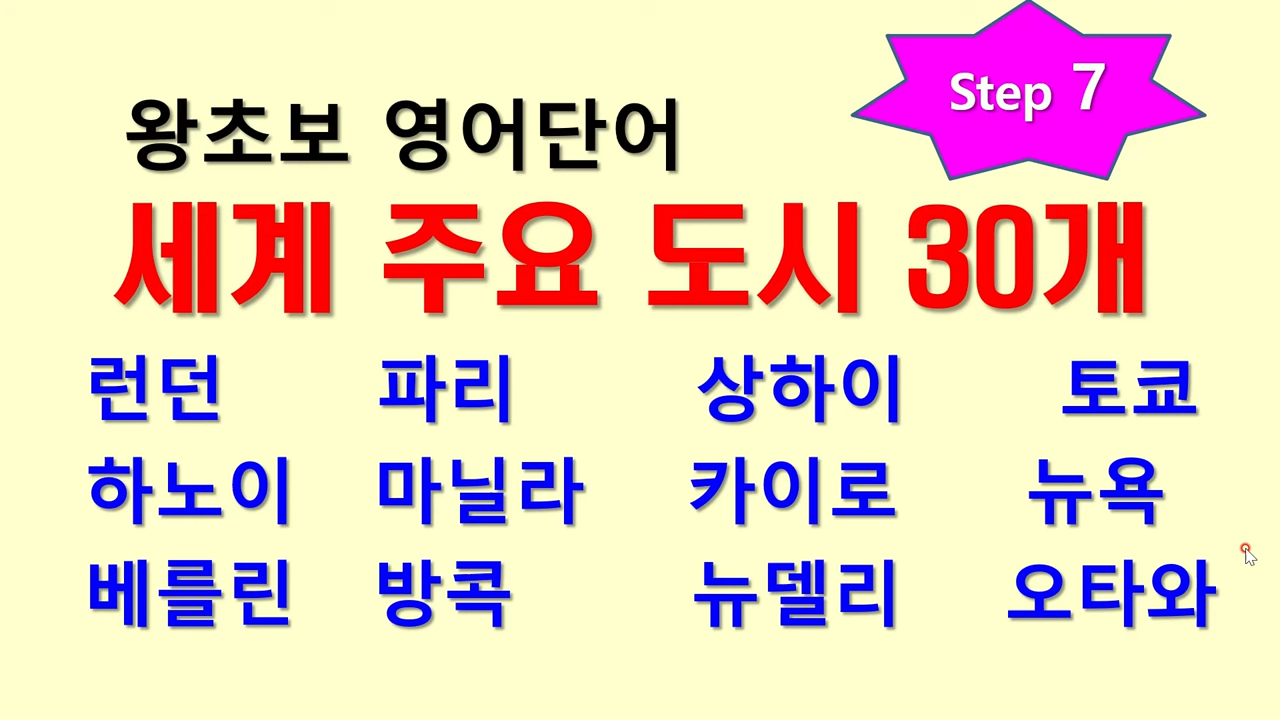 Step 7
왕초보 영어단어
세계 주요 도시 30개
런던 파리 상하이 토쿄
하노이 마닐라 카이로 뉴욕
베를린 방콕 뉴델리 오타와